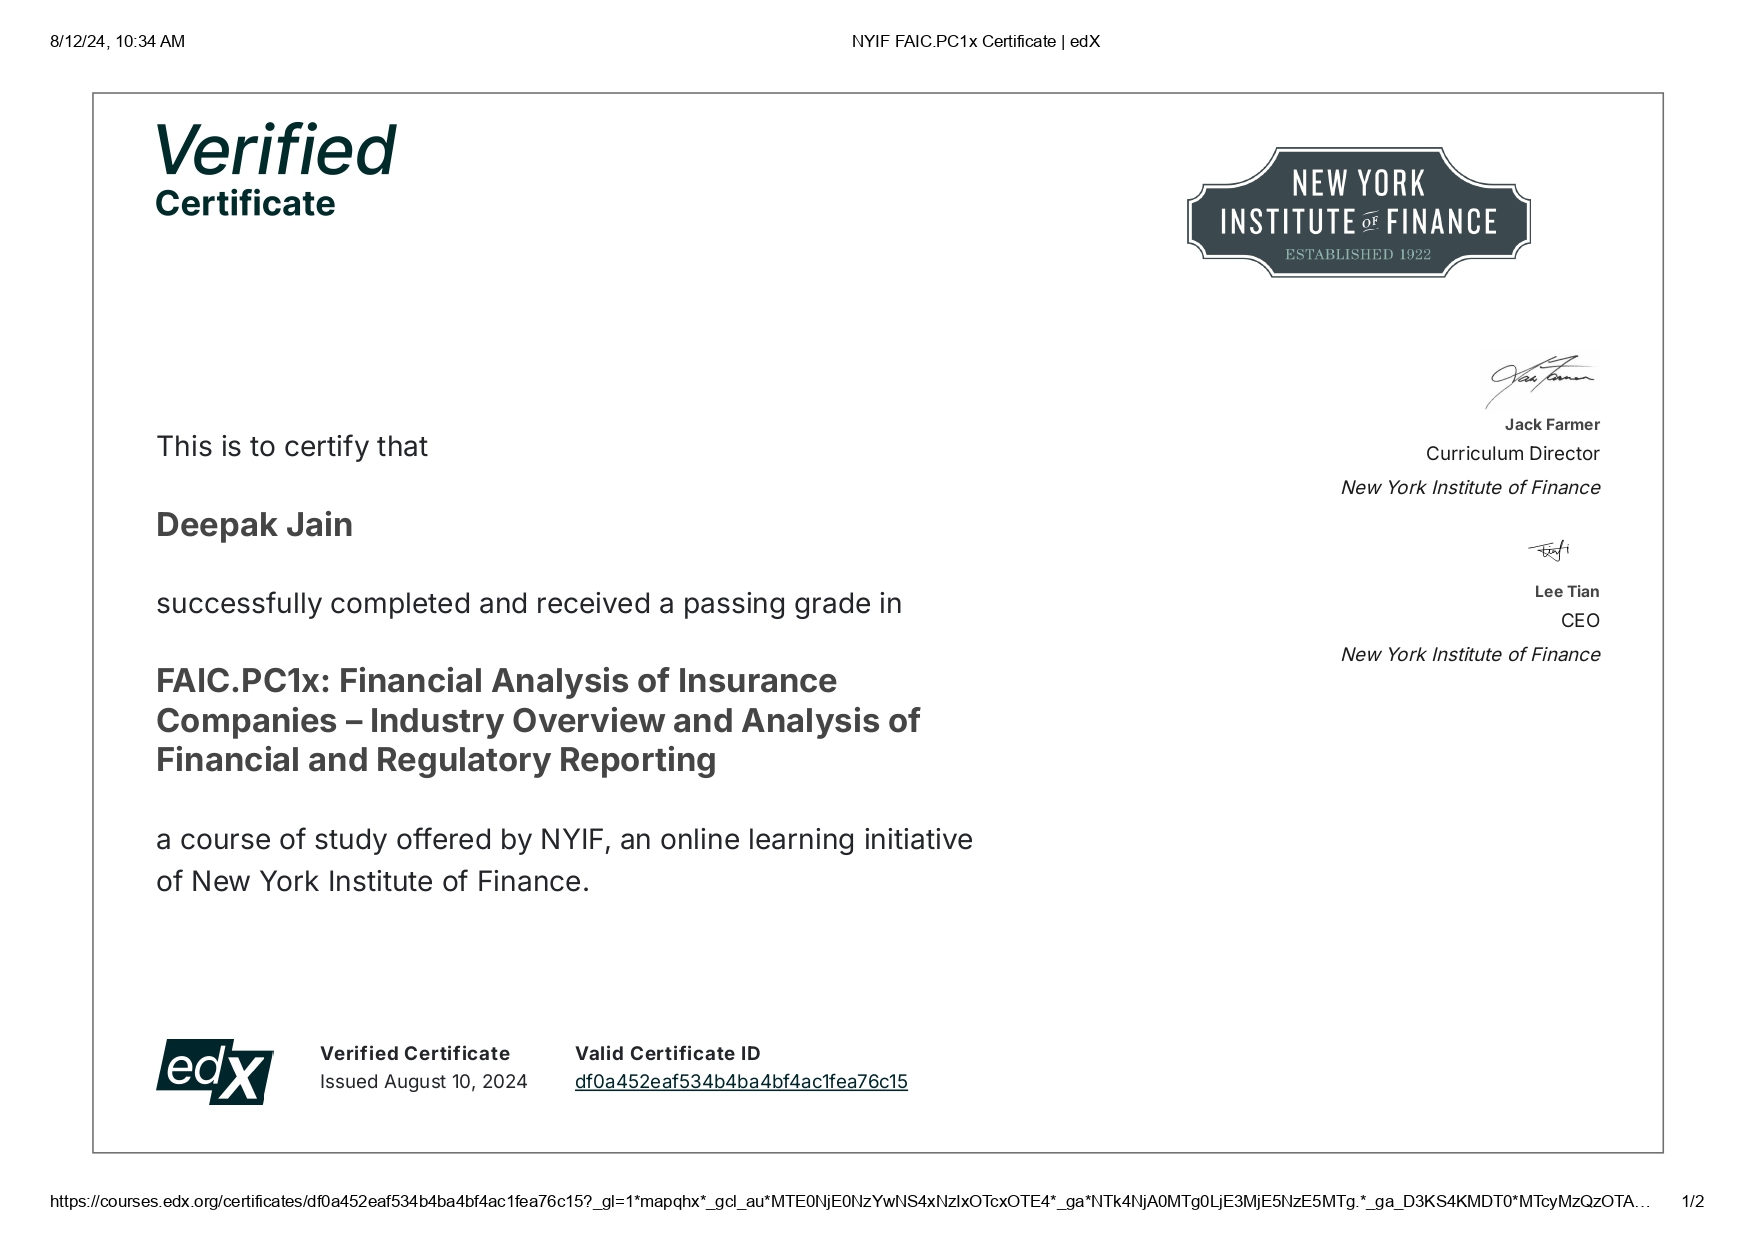 8/12/24, 10:34 AM
NYIF FAIC.PC1x Certificate | edX
Verified
Certificate
NEW YORK
INSTITUTE OF FINANCE
ESTABLISHED 1922
Jack Farmer
Curriculum Director
New York Institute of Finance
Lee Tian
CEO
New York Institute of Finance
This is to certify that
Deepak Jain
successfully completed and received a passing grade in
FAIC.PC1x: Financial Analysis of Insurance
Companies – Industry Overview and Analysis of
Financial and Regulatory Reporting
a course of study offered by NYIF, an online learning initiative
of New York Institute of Finance.
edX
Verified Certificate
Issued August 10, 2024
Valid Certificate ID
df0a452eaf534b4ba4bf4ac1fea76c15
https://courses.edx.org/certificates/df0a452eaf534b4ba4bf4ac1fea76c15?_gl=1*mapqhx*_gcl_au*MTE0NjE0NzYwNS4xNzIxOTcxOTE4*_ga*NTk4NjA0MTg0LjE3MjE5NzE5MTg.*_ga_D3KS4KMDT0*MTcyMzQzOTA…
1/2